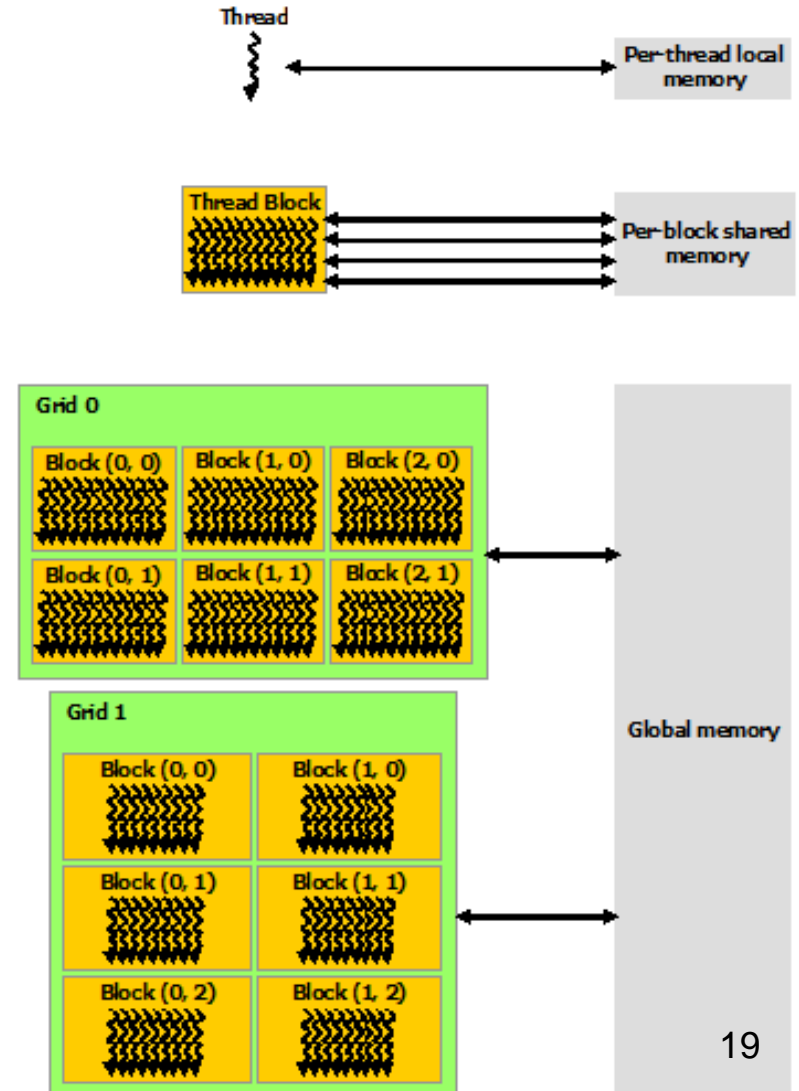 Thread
Per-thread local
memory
Thread Block
Per-block shared
memory
Grid 0
Block (0, 0) Block (1, 0) Block (2, 0)
Block (0, 1) Block (1, 1) Block (2, 1)
Grid 1
Global memory
Block (0, 0) Block (1, 0)
Block (0, 1) Block (1, 1)
Block (0, 2) Block (1, 2)
19